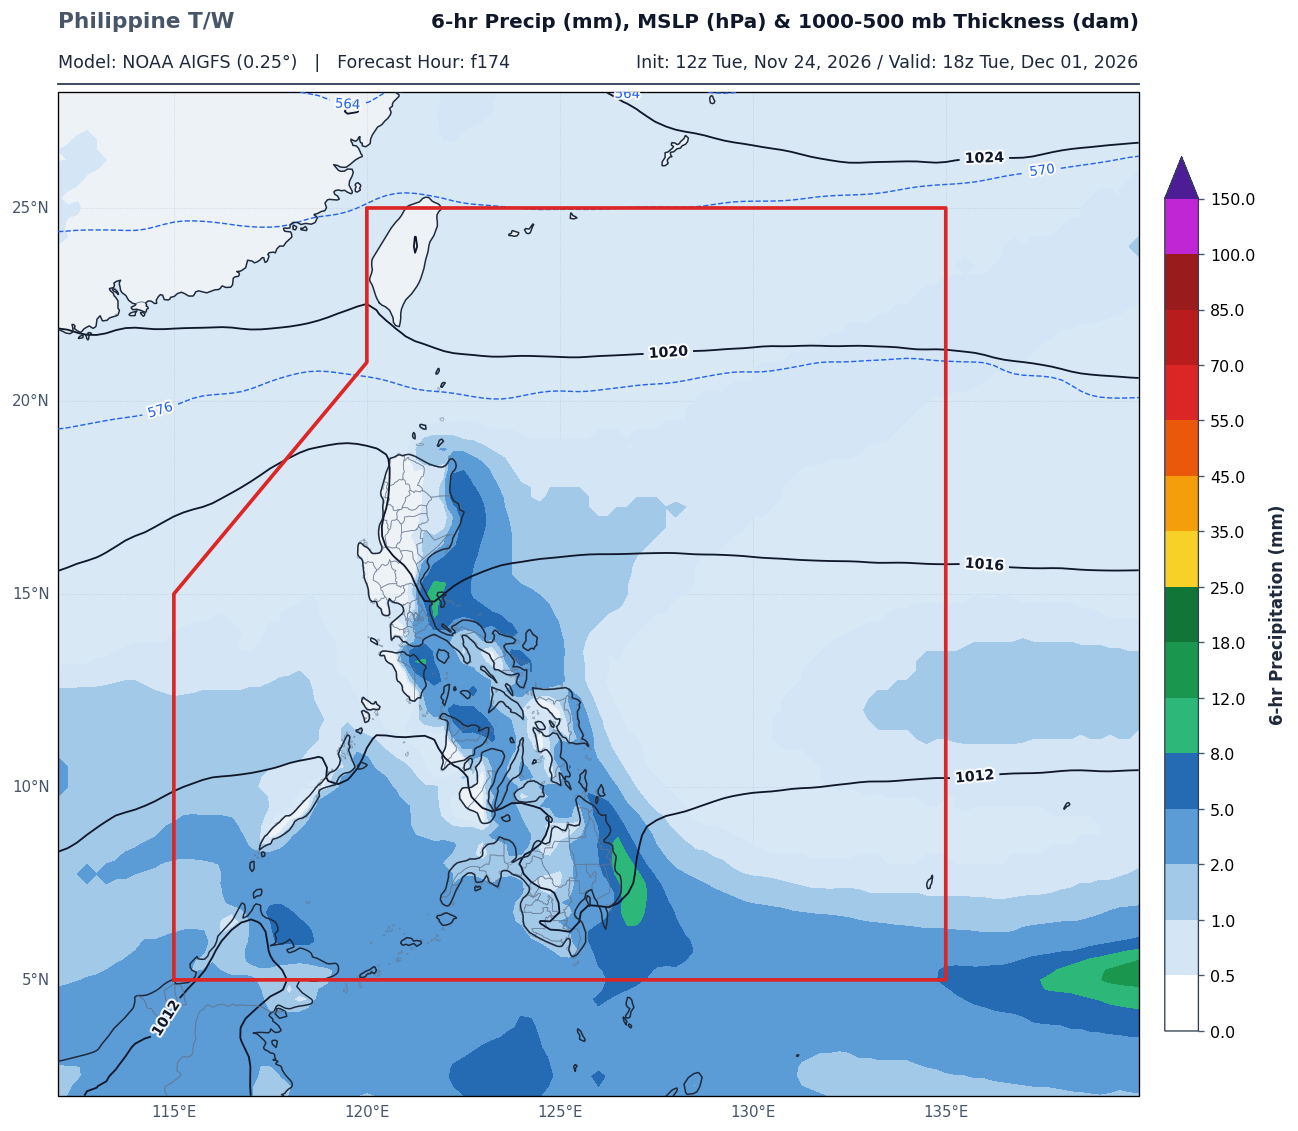 Philippine T/W
6-hr Precip (mm), MSLP (hPa) & 1000-500 mb Thickness (dam)
Model: NOAA AIGFS (0.25°) | Forecast Hour: f174
Init: 12z Tue, Nov 24, 2026 / Valid: 18z Tue, Dec 01, 2026
564
564
1024
570
25°N
1020
20°N
576
1016
15°N
1012
10°N
5°N
1012
115°E
120°E
125°E
130°E
135°E
150.0
100.0
85.0
70.0
55.0
45.0
35.0
25.0
18.0
12.0
8.0
5.0
2.0
1.0
0.5
0.0
6-hr Precipitation (mm)